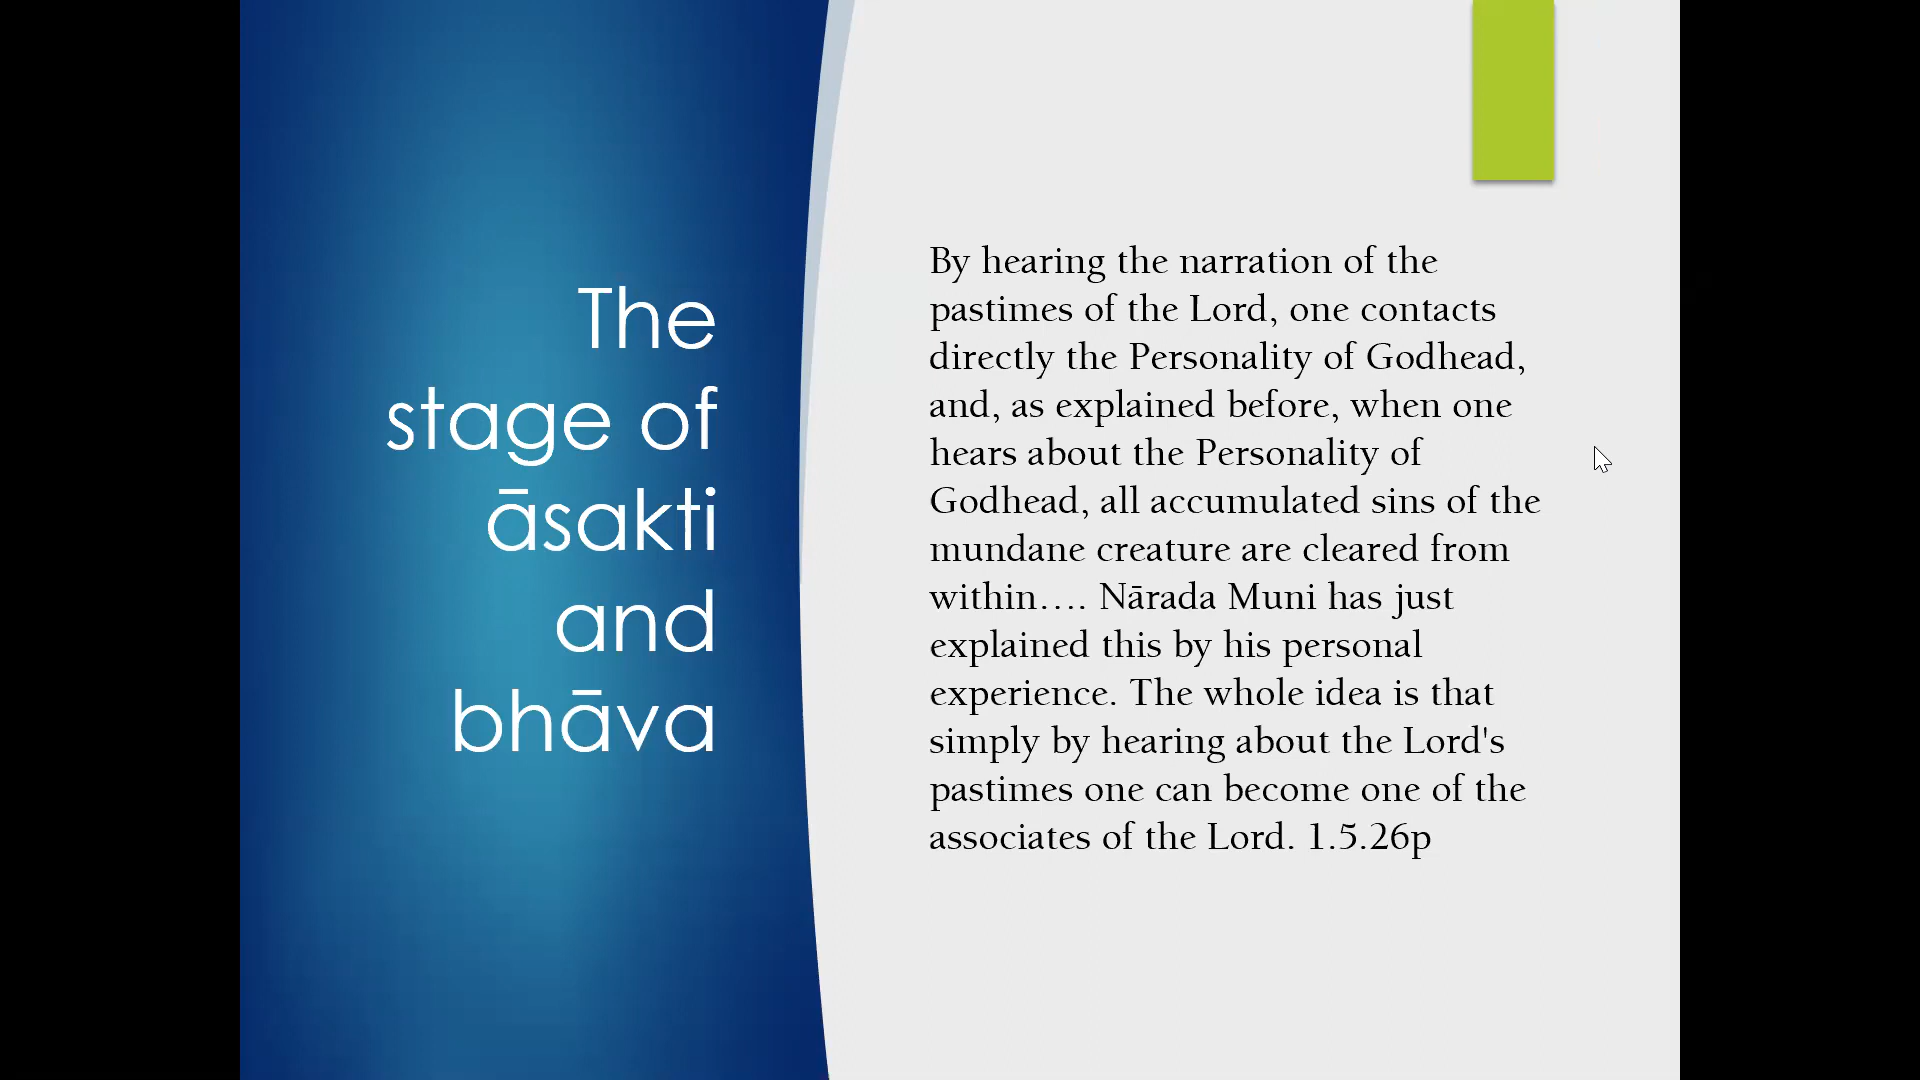 The
stage of
āsakti
and
bhāva
By hearing the narration of the
pastimes of the Lord, one contacts
directly the Personality of Godhead,
and, as explained before, when one
hears about the Personality of
Godhead, all accumulated sins of the
mundane creature are cleared from
within…. Nārada Muni has just
explained this by his personal
experience. The whole idea is that
simply by hearing about the Lord's
pastimes one can become one of the
associates of the Lord. 1.5.26p